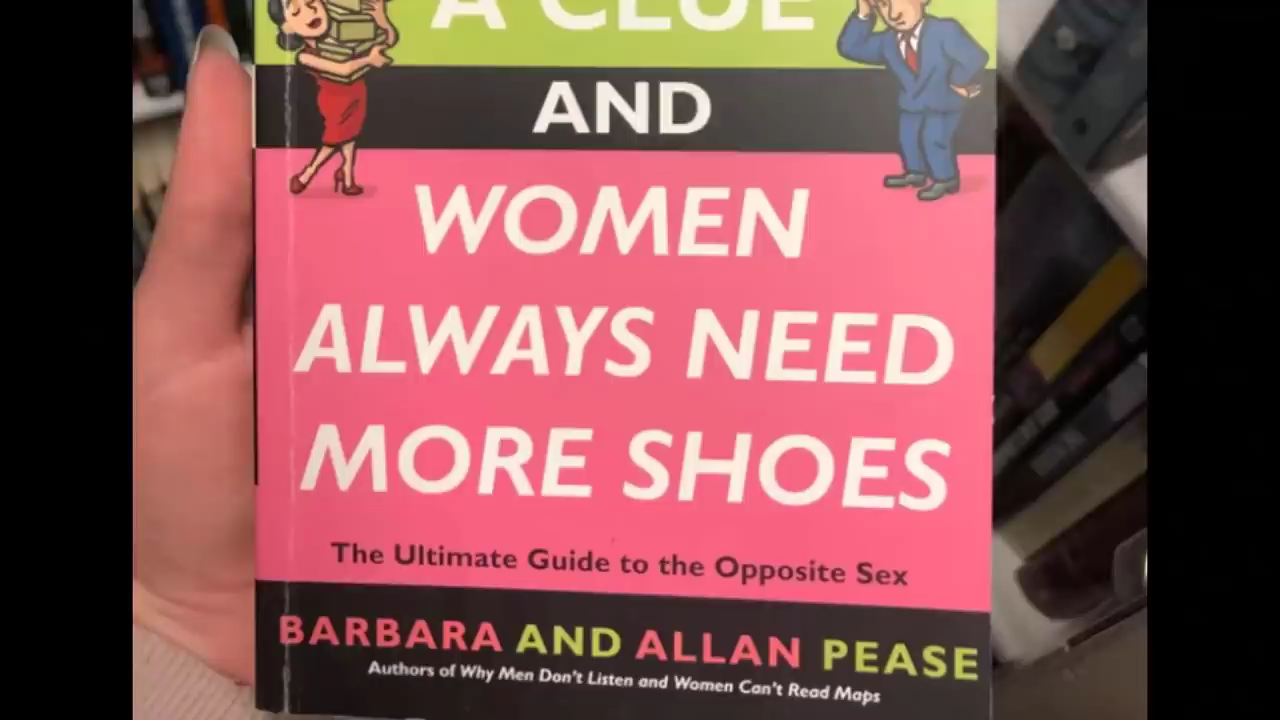 A CLUE
AND
WOMEN
ALWAYS NEED
MORE SHOES
The Ultimate Guide to the Opposite Sex
BARBARA AND ALLAN PEASE
Authors of Why Men Don't Listen and Women Can't Read Maps